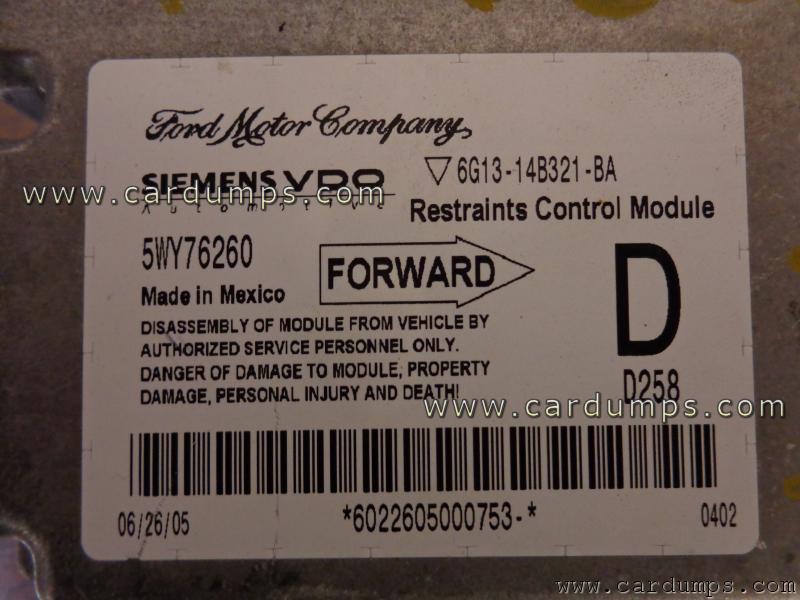 Ford Motor Company,
SIEMENS VDO
Automotive
▽ 6G13-14B321-BA
www.cardumps.com
Restraints Control Module
5WY76260
FORWARD
D
Made in Mexico
DISASSEMBLY OF MODULE FROM VEHICLE BY
AUTHORIZED SERVICE PERSONNEL ONLY.
DANGER OF DAMAGE TO MODULE, PROPERTY
DAMAGE, PERSONAL INJURY AND DEATH!
D258
www.cardumps.com
06/26/05
*6022605000753-*
0402
www.cardumps.com